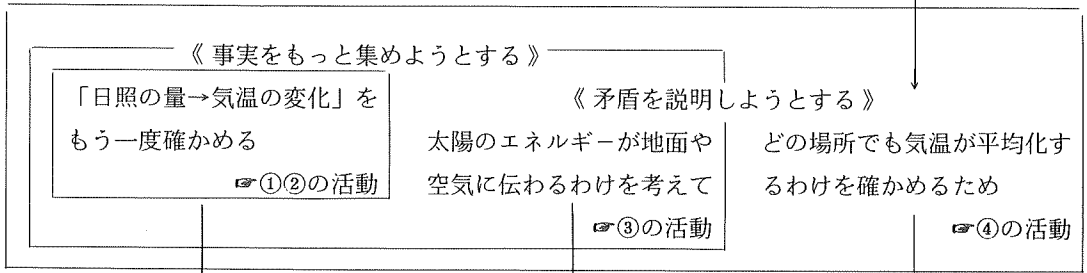 《 事実をもっと集めようとする 》
「日照の量→気温の変化」を
もう一度確かめる
☞①②の活動
《 矛盾を説明しようとする 》
太陽のエネルギーが地面や
空気に伝わるわけを考えて
☞③の活動
どの場所でも気温が平均化す
るわけを確かめるため
☞④の活動